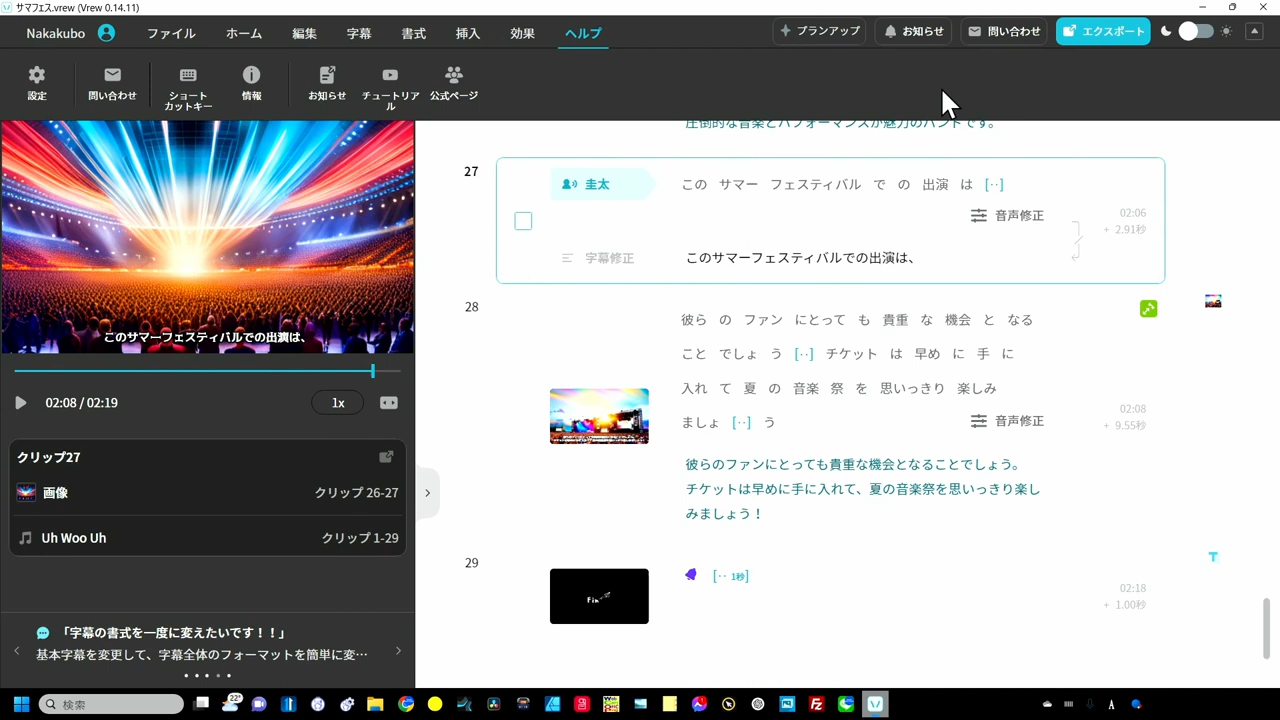 サマフェス.vrew (Vrew 0.14.11)
Nakakubo ファイル ホーム 編集 字幕 書式 挿入 効果 ヘルプ プランアップ お知らせ 問い合わせ エクスポート
設定 問い合わせ ショートカットキー 情報 お知らせ チュートリアル 公式ページ
圧倒的な音楽とパフォーマンスが魅力のバンドです。
27
圭太 この サマー フェスティバル で の 出演 は [··]
音声修正 02:06
+ 2.91秒
字幕修正 このサマーフェスティバルでの出演は、
このサマーフェスティバルでの出演は、
02:08 / 02:19 1x
クリップ27
画像 クリップ 26-27
Uh Woo Uh クリップ 1-29
「字幕の書式を一度に変えたいです！！」
基本字幕を変更して、字幕全体のフォーマットを簡単に変…
28
彼ら の ファン にとって も 貴重 な 機会 と なる
こと でしょ う [··] チケット は 早め に 手 に
入れ て 夏 の 音楽 祭 を 思いっきり 楽しみ
ましょ [··] う 音声修正 02:08
+ 9.55秒
彼らのファンにとっても貴重な機会となることでしょう。
チケットは早めに手に入れて、夏の音楽祭を思いっきり楽し
みましょう！
29
Fin
[·· 1秒]
02:18
+ 1.00秒
検索
22°